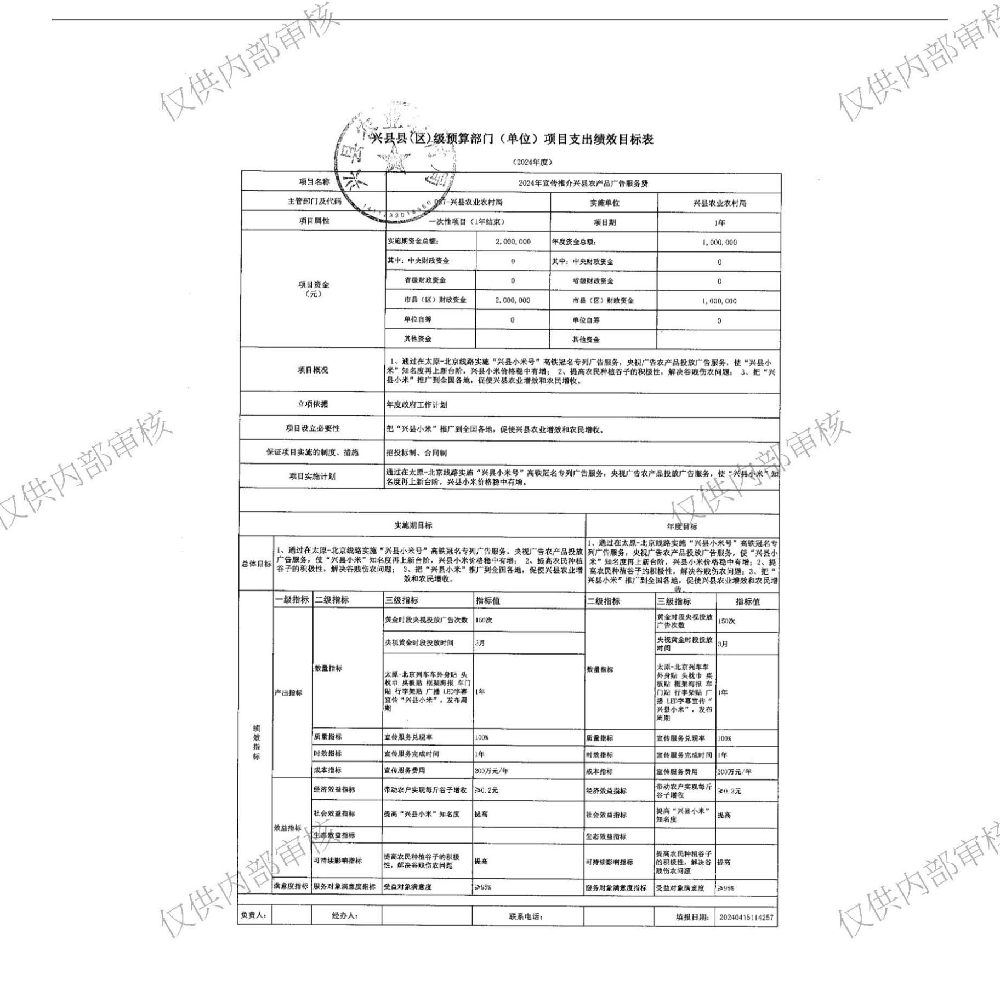 仅供内部审核
仅供内部审核
兴县县(区)级预算部门（单位）项目支出绩效目标表
（2024年度）
项目名称 2024年宣传推介兴县农产品广告服务费
主管部门及代码 037-兴县农业农村局 实施单位 兴县农业农村局
项目属性 一次性项目（1年结束） 项目期 1年
项目资金
（元）
实施期资金总额： 2,000,000 年度资金总额： 1,000,000
其中：中央财政资金 0 其中：中央财政资金 0
省级财政资金 0 省级财政资金 0
市县（区）财政资金 2,000,000 市县（区）财政资金 1,000,000
单位自筹 0 单位自筹 0
其他资金 其他资金
项目概况
1、通过在太原-北京线路实施“兴县小米号”高铁冠名专列广告服务，央视广告农产品投放广告服务，使“兴县小
米”知名度再上新台阶，兴县小米价格稳中有增； 2、提高农民种植谷子的积极性，解决谷贱伤农问题； 3、把“兴
县小米”推广到全国各地，促使兴县农业增效和农民增收。
立项依据 年度政府工作计划
项目设立必要性 把“兴县小米”推广到全国各地，促使兴县农业增效和农民增收。
保证项目实施的制度、措施 招投标制、合同制
项目实施计划
通过在太原-北京线路实施“兴县小米号”高铁冠名专列广告服务，央视广告农产品投放广告服务，使“兴县小米”知
名度再上新台阶，兴县小米价格稳中有增。
仅供内部审核
仅供内部审核
实施期目标 年度目标
总体目标
1、通过在太原-北京线路实施“兴县小米号”高铁冠名专列广告服务，央视广告农产品投放
广告服务，使“兴县小米”知名度再上新台阶，兴县小米价格稳中有增； 2、提高农民种植
谷子的积极性，解决谷贱伤农问题； 3、把“兴县小米”推广到全国各地，促使兴县农业增
效和农民增收。
1、通过在太原-北京线路实施“兴县小米号”高铁冠名专
列广告服务，央视广告农产品投放广告服务，使“兴县小
米”知名度再上新台阶，兴县小米价格稳中有增；2、提
高农民种植谷子的积极性，解决谷贱伤农问题；3、把“
兴县小米”推广到全国各地，促使兴县农业增效和农民增
收。
绩效指标
一级指标 二级指标 三级指标 指标值 二级指标 三级指标 指标值
产出指标
数量指标
黄金时段央视投放广告次数 150次
央视黄金时段投放时间 3月
太原-北京列车车外身贴 头
枕巾 桌板贴 框架海报 车门
贴 行李架贴 广播 LED字幕
宣传“兴县小米”，发布周
期
1年
数量指标
黄金时段央视投放
广告次数
150次
央视黄金时段投放
时间
3月
太原-北京列车车
外身贴 头枕巾 桌
板贴 框架海报 车
门贴 行李架贴 广
播 LED字幕宣传“
兴县小米”，发布
周期
1年
质量指标 宣传服务兑现率 100% 质量指标 宣传服务兑现率 100%
时效指标 宣传服务完成时间 1年 时效指标 宣传服务完成时间 1年
成本指标 宣传服务费用 200万元/年 成本指标 宣传服务费用 200万元/年
效益指标
经济效益指标 带动农户实现每斤谷子增收 ≥0.2元 经济效益指标
带动农户实现每斤
谷子增收
≥0.2元
社会效益指标 提高“兴县小米”知名度 提高 社会效益指标
提高“兴县小米”
知名度
提高
生态效益指标 生态效益指标
可持续影响指标
提高农民种植谷子的积极
性，解决谷贱伤农问题
提高
可持续影响指标
提高农民种植谷子
的积极性，解决谷
贱伤农问题
提高
满意度指标 服务对象满意度指标 受益对象满意度 ≥95% 服务对象满意度指标 受益对象满意度 ≥95%
负责人： 经办人： 联系电话： 填报日期： 20240415114257
仅供内部审核
仅供内部审核